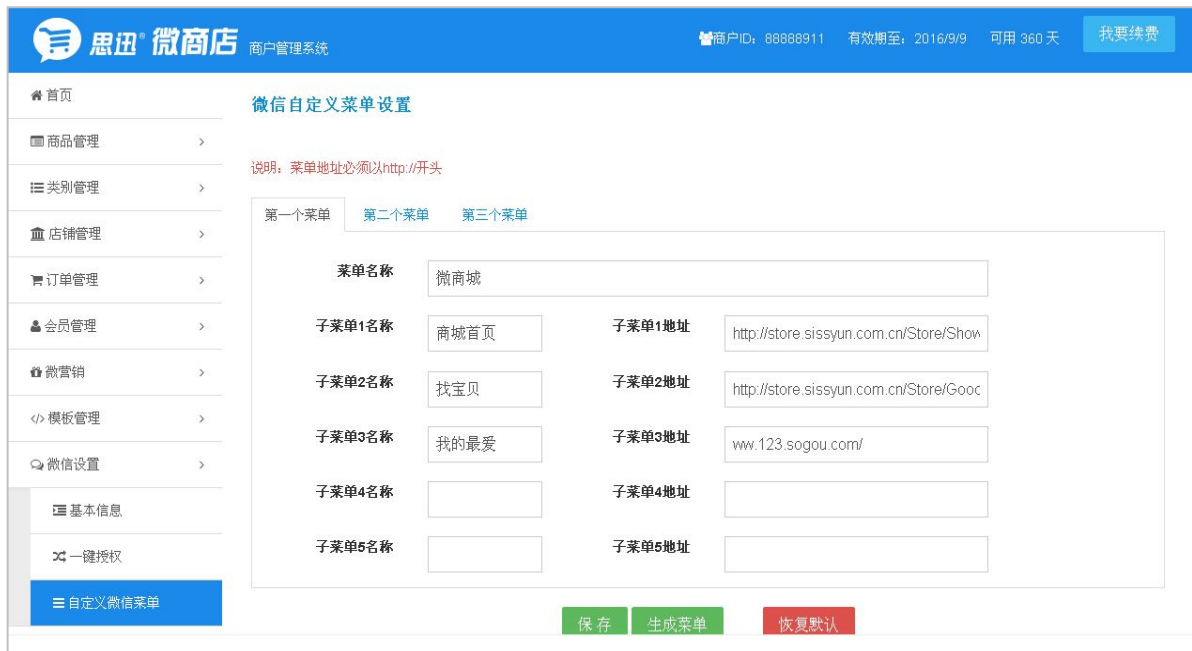 思迅® 微商店 商户管理系统 商户ID: 88888911 有效期至: 2016/9/9 可用 360 天 我要续费
首页
微信自定义菜单设置
商品管理
说明: 菜单地址必须以http://开头
类别管理
第一个菜单 第二个菜单 第三个菜单
店铺管理
菜单名称 微商城
订单管理
子菜单1名称 商城首页 子菜单1地址 http://store.sissyun.com.cn/Store/Show
会员管理
微营销
子菜单2名称 找宝贝 子菜单2地址 http://store.sissyun.com.cn/Store/Gooc
模板管理
子菜单3名称 我的最爱 子菜单3地址 ww.123.sogou.com/
微信设置
子菜单4名称 子菜单4地址
基本信息
子菜单5名称 子菜单5地址
一键授权
自定义微信菜单
保存 生成菜单 恢复默认